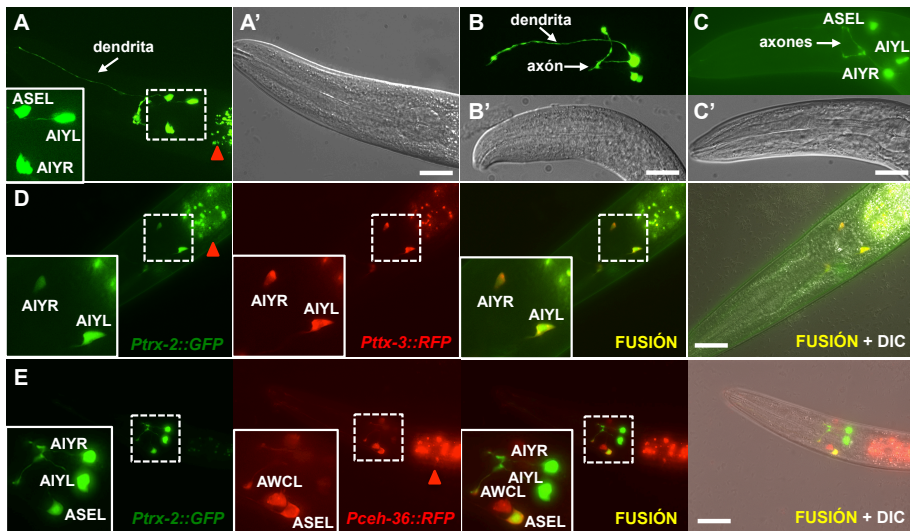 A
dendrita
ASEL
AIYL
AIYR
A'
B
dendrita
axón
B'
C
ASEL
axones
AIYL
AIYR
C'
D
AIYR
AIYL
Ptrx-2::GFP
AIYR
AIYL
Pttx-3::RFP
AIYR
AIYL
FUSIÓN
FUSIÓN + DIC
E
AIYR
AIYL
ASEL
Ptrx-2::GFP
AWCL
ASEL
Pceh-36::RFP
AIYR
AIYL
AWCL
ASEL
FUSIÓN
FUSIÓN + DIC